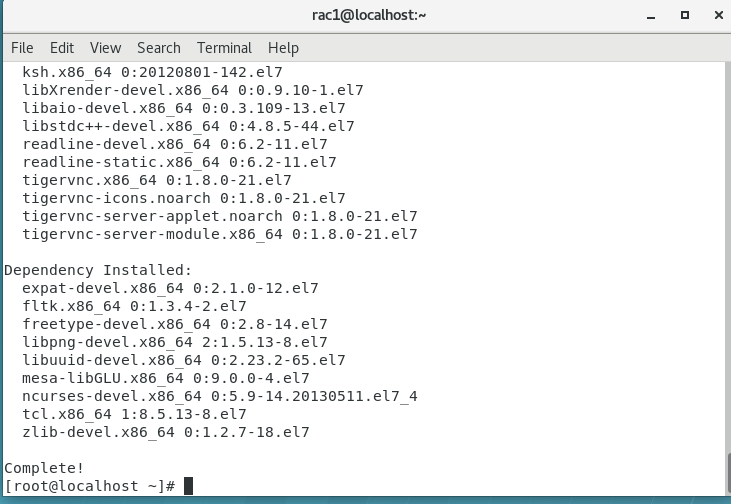 rac1@localhost:~
File Edit View Search Terminal Help
ksh.x86_64 0:20120801-142.el7
libXrender-devel.x86_64 0:0.9.10-1.el7
libaio-devel.x86_64 0:0.3.109-13.el7
libstdc++-devel.x86_64 0:4.8.5-44.el7
readline-devel.x86_64 0:6.2-11.el7
readline-static.x86_64 0:6.2-11.el7
tigervnc.x86_64 0:1.8.0-21.el7
tigervnc-icons.noarch 0:1.8.0-21.el7
tigervnc-server-applet.noarch 0:1.8.0-21.el7
tigervnc-server-module.x86_64 0:1.8.0-21.el7
Dependency Installed:
expat-devel.x86_64 0:2.1.0-12.el7
fltk.x86_64 0:1.3.4-2.el7
freetype-devel.x86_64 0:2.8-14.el7
libpng-devel.x86_64 2:1.5.13-8.el7
libuuid-devel.x86_64 0:2.23.2-65.el7
mesa-libGLU.x86_64 0:9.0.0-4.el7
ncurses-devel.x86_64 0:5.9-14.20130511.el7_4
tcl.x86_64 1:8.5.13-8.el7
zlib-devel.x86_64 0:1.2.7-18.el7
Complete!
[root@localhost ~]#